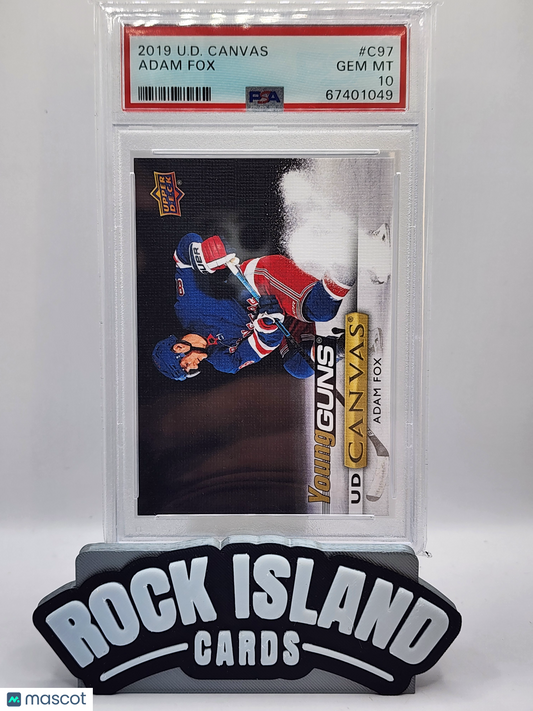 2019 U.D. CANVAS #C97
ADAM FOX GEM MT
10
67401049
PSA
UPPER DECK
Young GUNS
UD CANVAS
ADAM FOX
ROCK ISLAND
CARDS
mascot